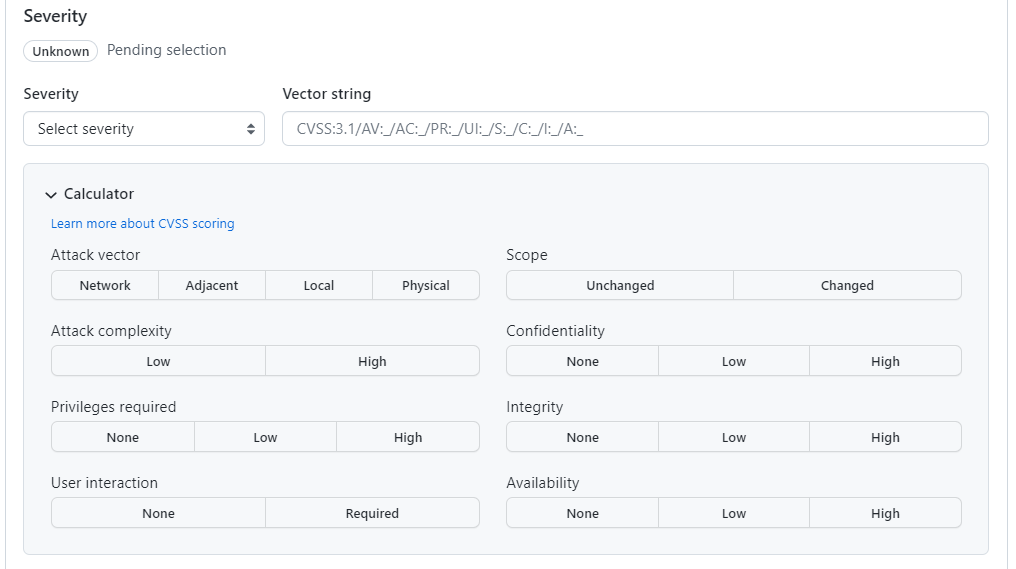 Severity
Unknown Pending selection
Severity
Select severity
Vector string
CVSS:3.1/AV:_/AC:_/PR:_/UI:_/S:_/C:_/I:_/A:_
Calculator
Learn more about CVSS scoring
Attack vector
Network Adjacent Local Physical
Attack complexity
Low High
Privileges required
None Low High
User interaction
None Required
Scope
Unchanged Changed
Confidentiality
None Low High
Integrity
None Low High
Availability
None Low High